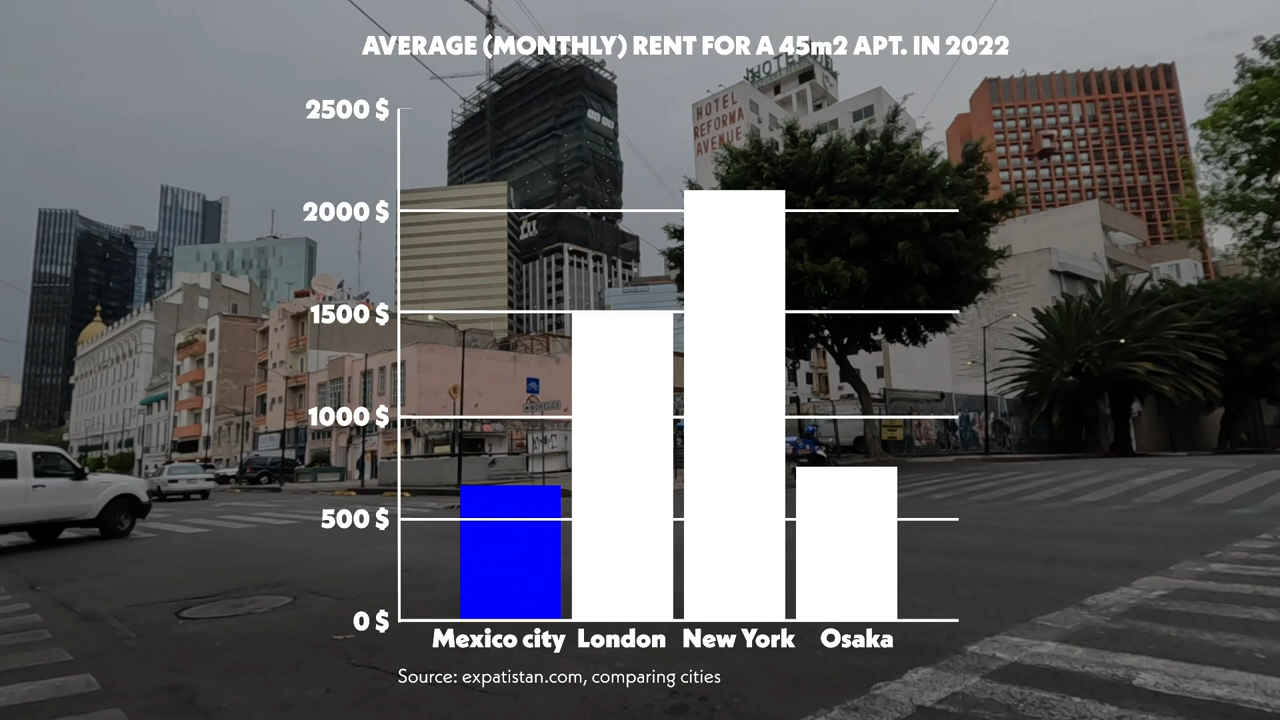 AVERAGE (MONTHLY) RENT FOR A 45m2 APT. IN 2022
2500 $
HOTEL
REFORMA
AVENUE
2000 $
1500 $
MORELOS
1000 $
500 $
0 $
Mexico city London New York Osaka
Source: expatistan.com, comparing cities